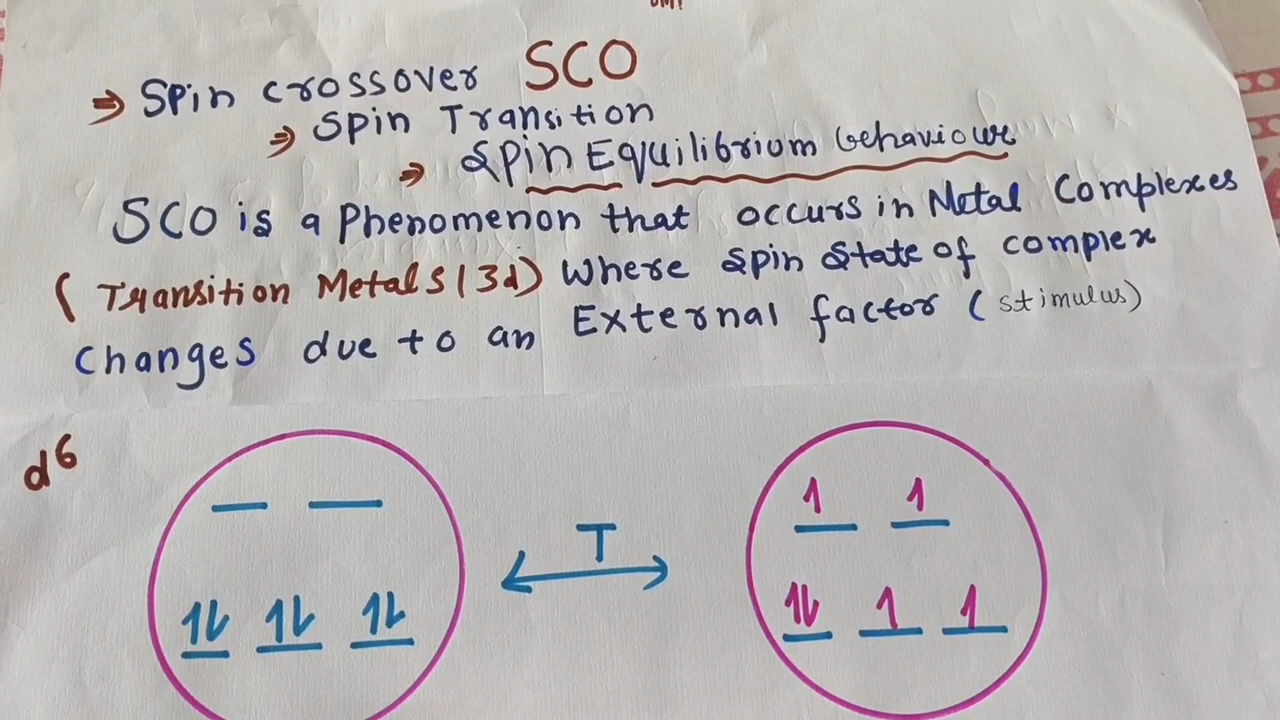 SCO
⇒ Spin crossover
⇒ Spin Transition
⇒ Spin Equilibrium behaviour
SCO is a Phenomenon that occurs in Metal Complexes
(Transition Metals (3d) Where spin state of complex
changes due to an External factor (stimulus)
d⁶
T